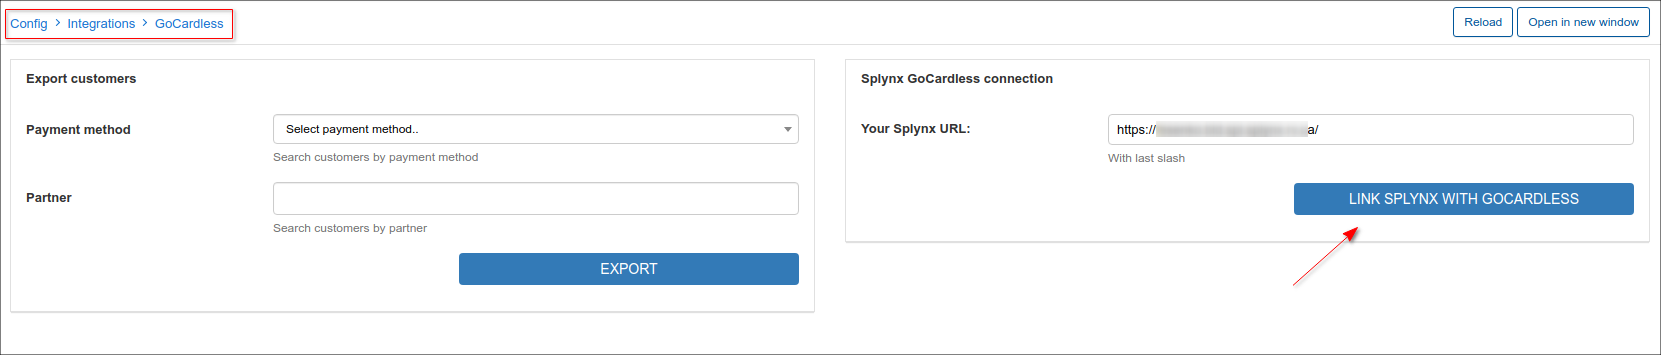 Config > Integrations > GoCardless
Reload
Open in new window
Export customers
Payment method
Select payment method..
Search customers by payment method
Partner
Search customers by partner
EXPORT
Splynx GoCardless connection
Your Splynx URL:
https:// a/
With last slash
LINK SPLYNX WITH GOCARDLESS